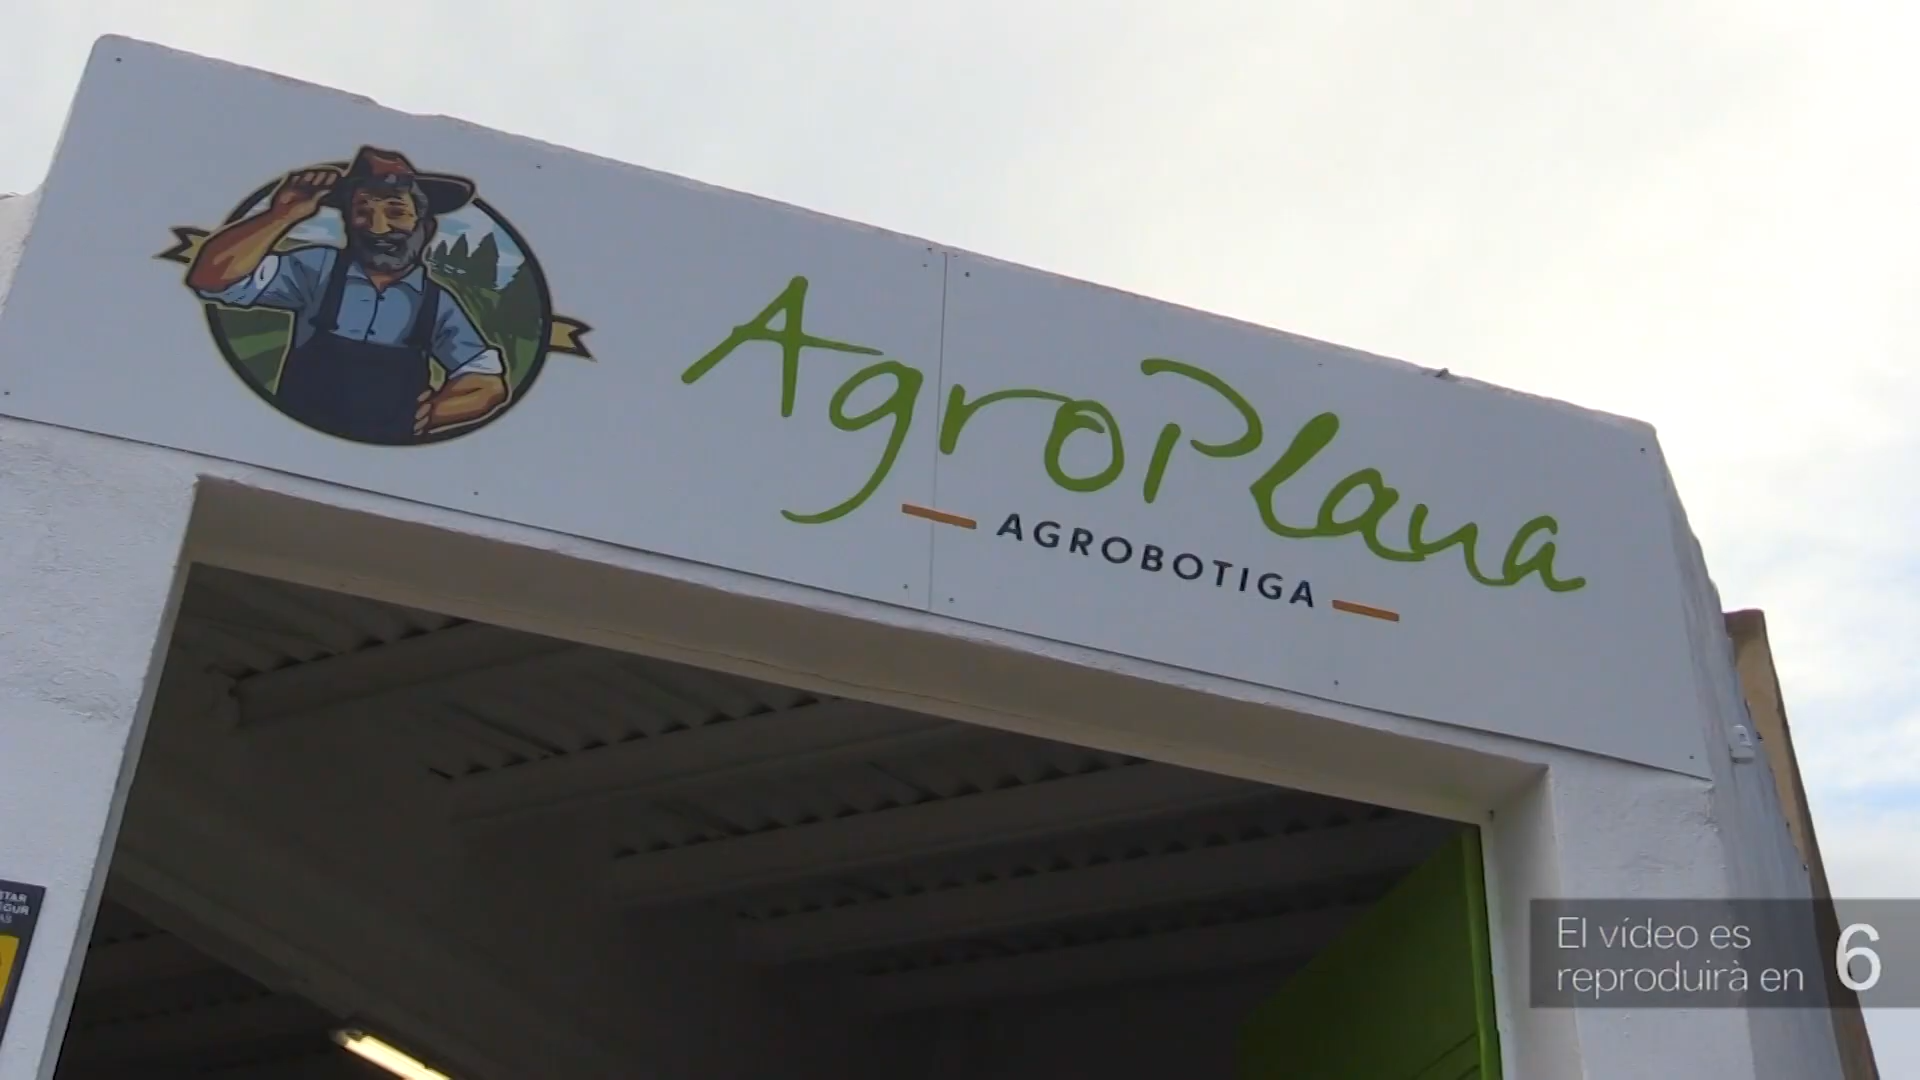 AgroPlana
AGROBOTIGA
El vídeo es
reproduirà en
6